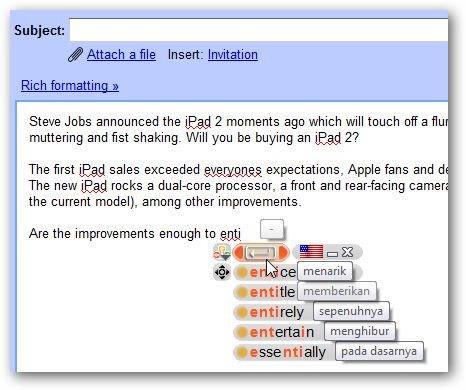 Subject:
Attach a file Insert: Invitation
Rich formatting »
Steve Jobs announced the iPad 2 moments ago which will touch off a
muttering and fist shaking. Will you be buying an iPad 2?
The first iPad sales exceeded everyones expectations, Apple fans and
The new iPad rocks a dual-core processor, a front and rear-facing
the current model), among other improvements.
Are the improvements enough to enti
-
entice menarik
entitle memberikan
entirely sepenuhnya
entertain menghibur
essentially pada dasarnya